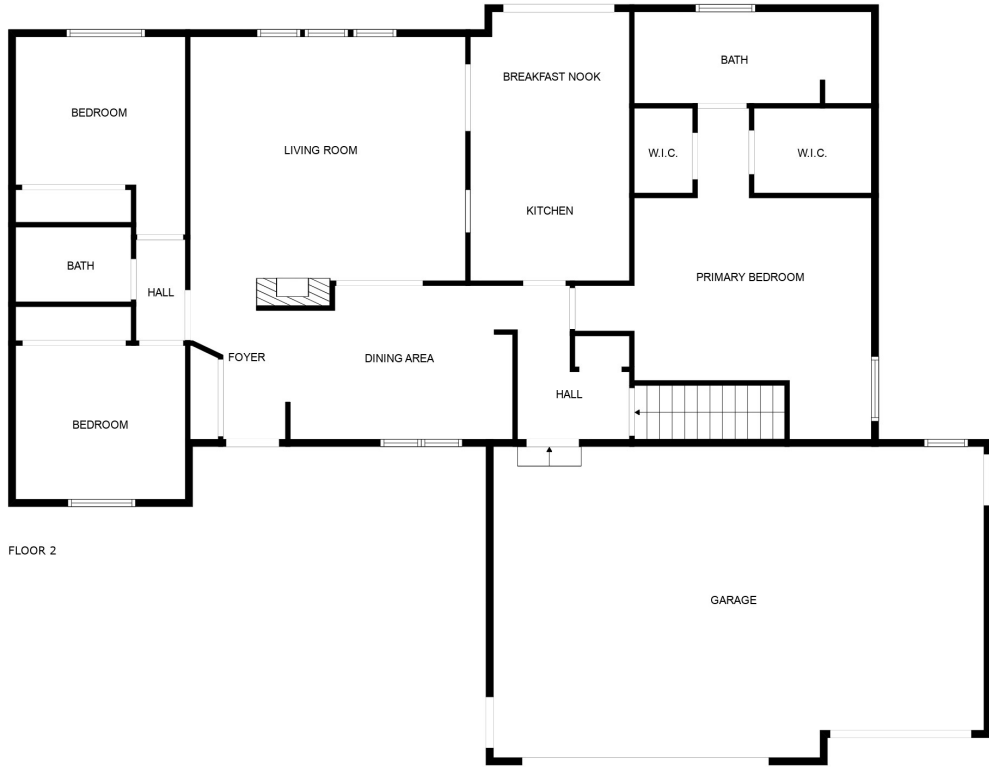 BATH
BREAKFAST NOOK
BEDROOM
LIVING ROOM
W.I.C.
W.I.C.
KITCHEN
BATH
PRIMARY BEDROOM
HALL
FOYER
DINING AREA
HALL
BEDROOM
FLOOR 2
GARAGE